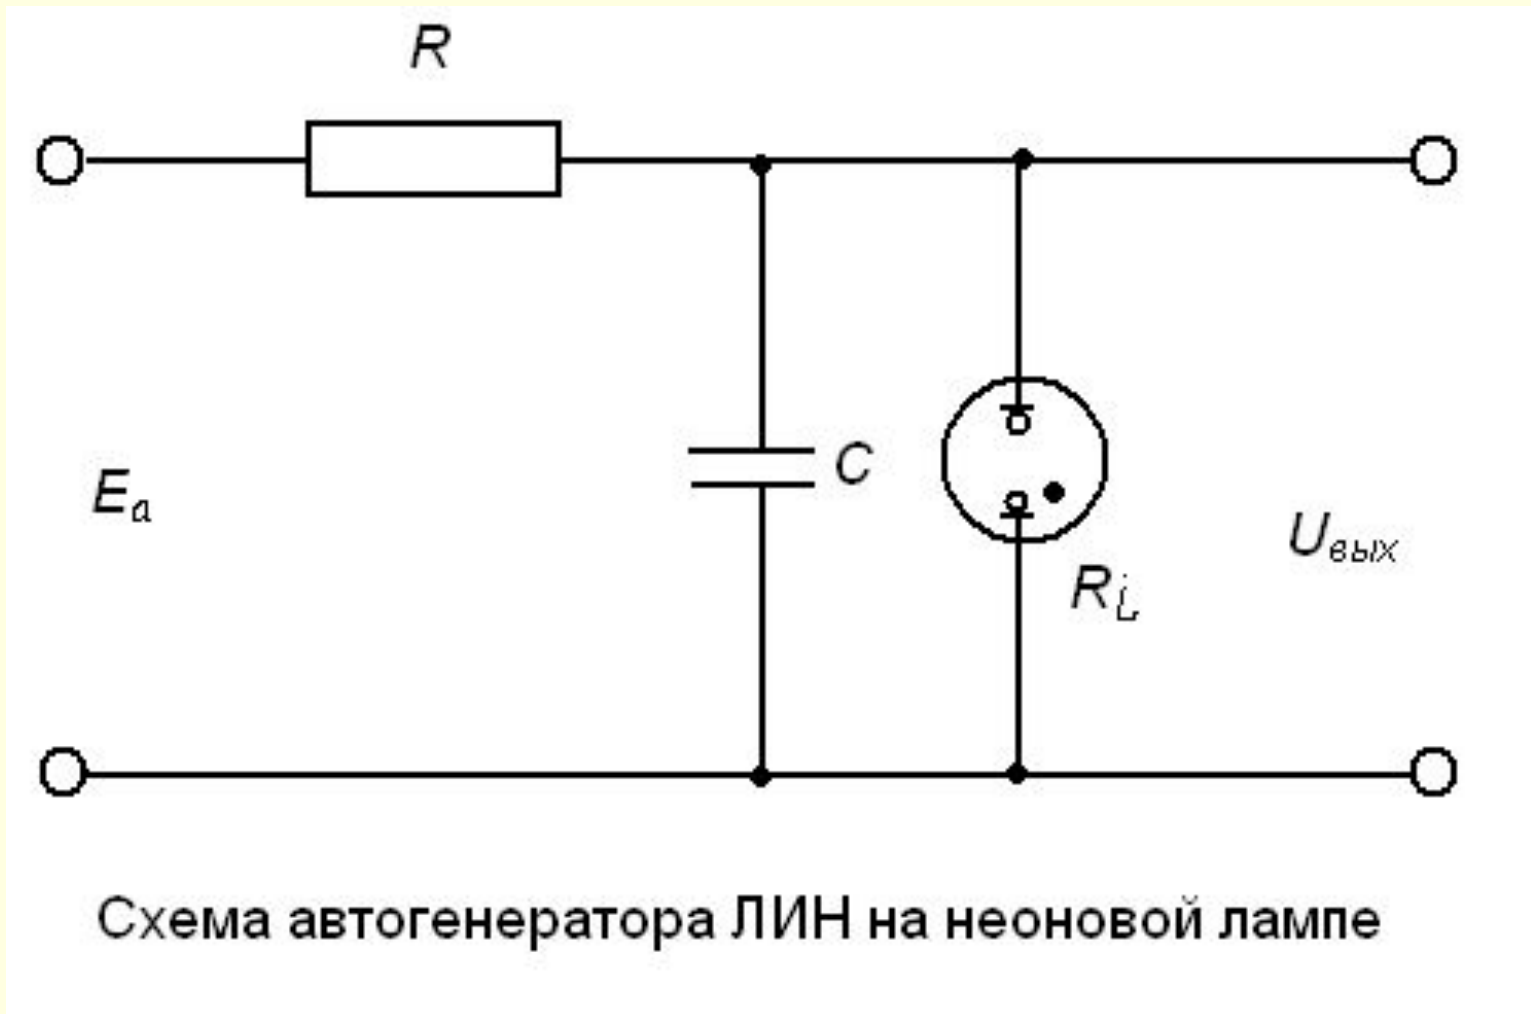 R
C
Eа
Uвых
Ri
Схема автогенератора ЛИН на неоновой лампе